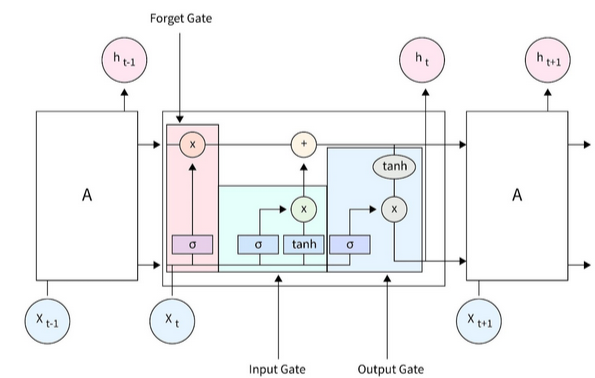 Forget Gate
h t-1
h t
h t+1
x
+
tanh
A
A
x
x
σ
σ
tanh
σ
X t-1
X t
X t+1
Input Gate
Output Gate